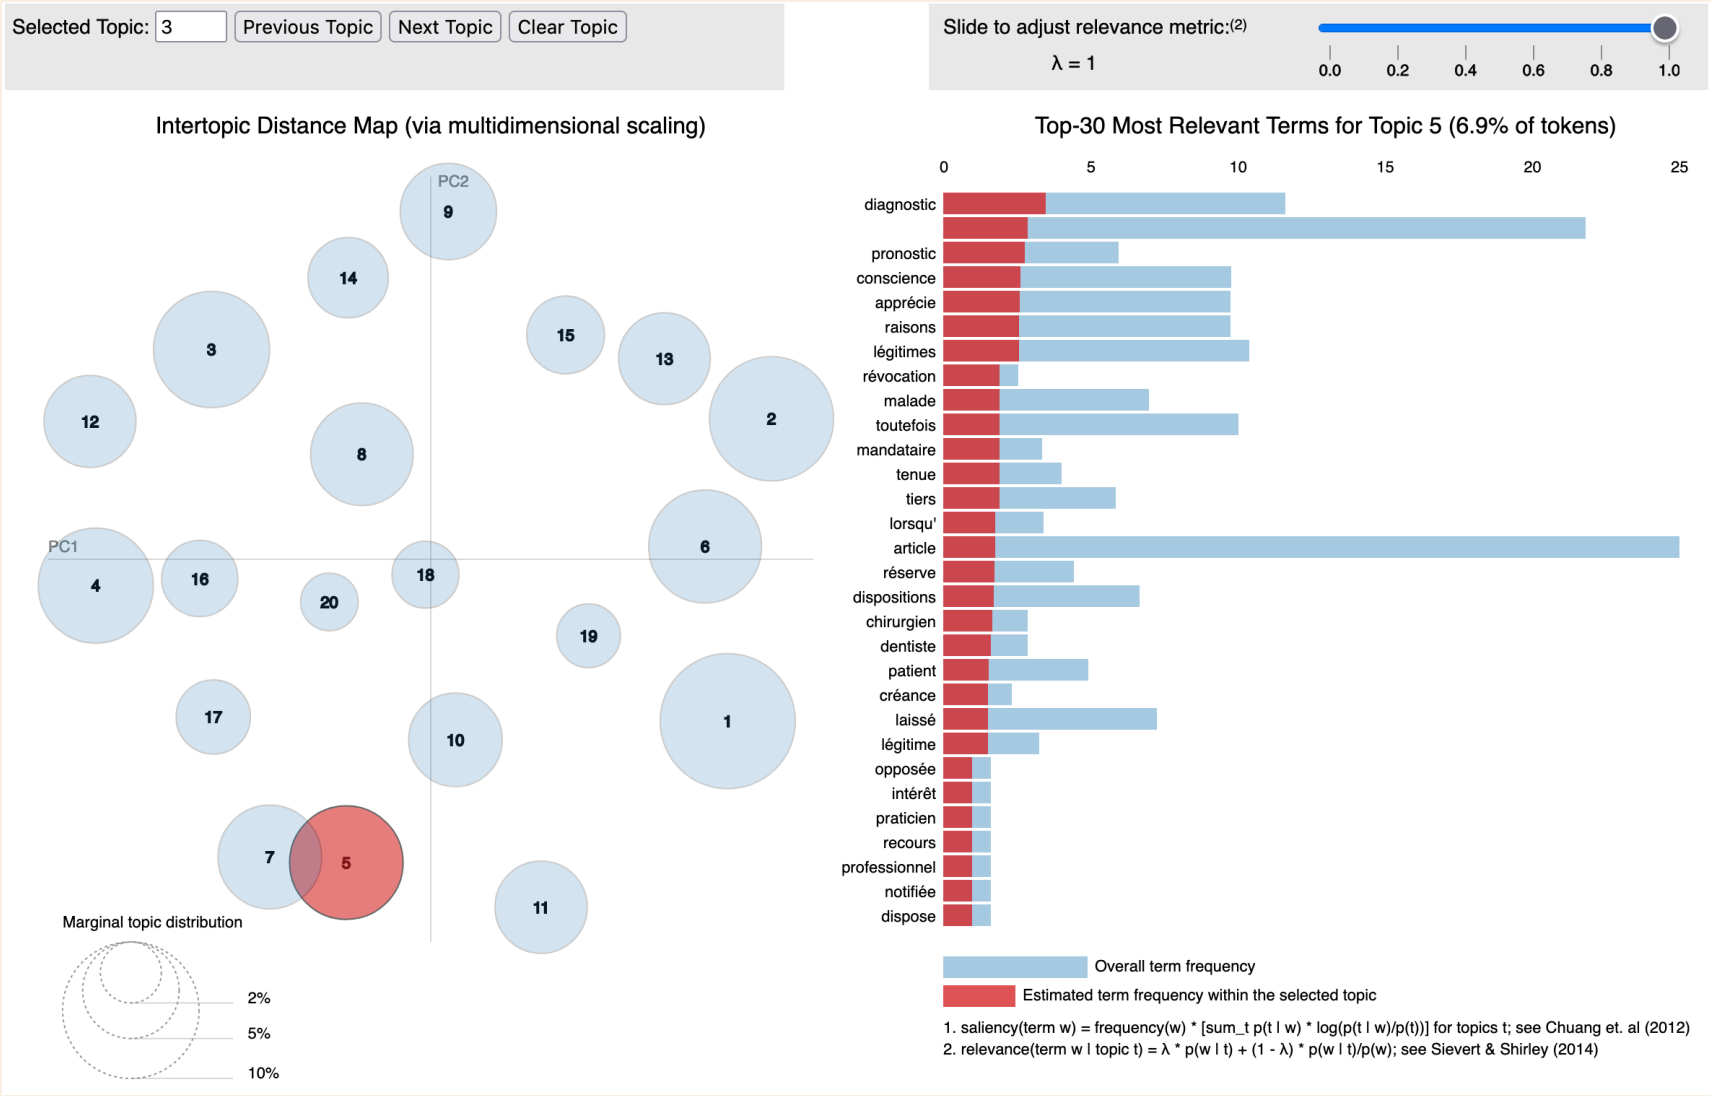 Selected Topic: 3 Previous Topic Next Topic Clear Topic
Slide to adjust relevance metric:(2)
λ = 1
0.0 0.2 0.4 0.6 0.8 1.0
Intertopic Distance Map (via multidimensional scaling)
PC2
PC1
9
14
3
15
13
2
12
8
6
4
16
18
20
19
17
10
1
7
5
11
Marginal topic distribution
2%
5%
10%
Top-30 Most Relevant Terms for Topic 5 (6.9% of tokens)
0 5 10 15 20 25
diagnostic
pronostic
conscience
apprécie
raisons
légitimes
révocation
malade
toutefois
mandataire
tenue
tiers
lorsqu'
article
réserve
dispositions
chirurgien
dentiste
patient
créance
laissé
légitime
opposée
intérêt
praticien
recours
professionnel
notifiée
dispose
Overall term frequency
Estimated term frequency within the selected topic
1. saliency(term w) = frequency(w) * [sum_t p(t | w) * log(p(t | w)/p(t))] for topics t; see Chuang et. al (2012)
2. relevance(term w | topic t) = λ * p(w | t) + (1 - λ) * p(w | t)/p(w); see Sievert & Shirley (2014)